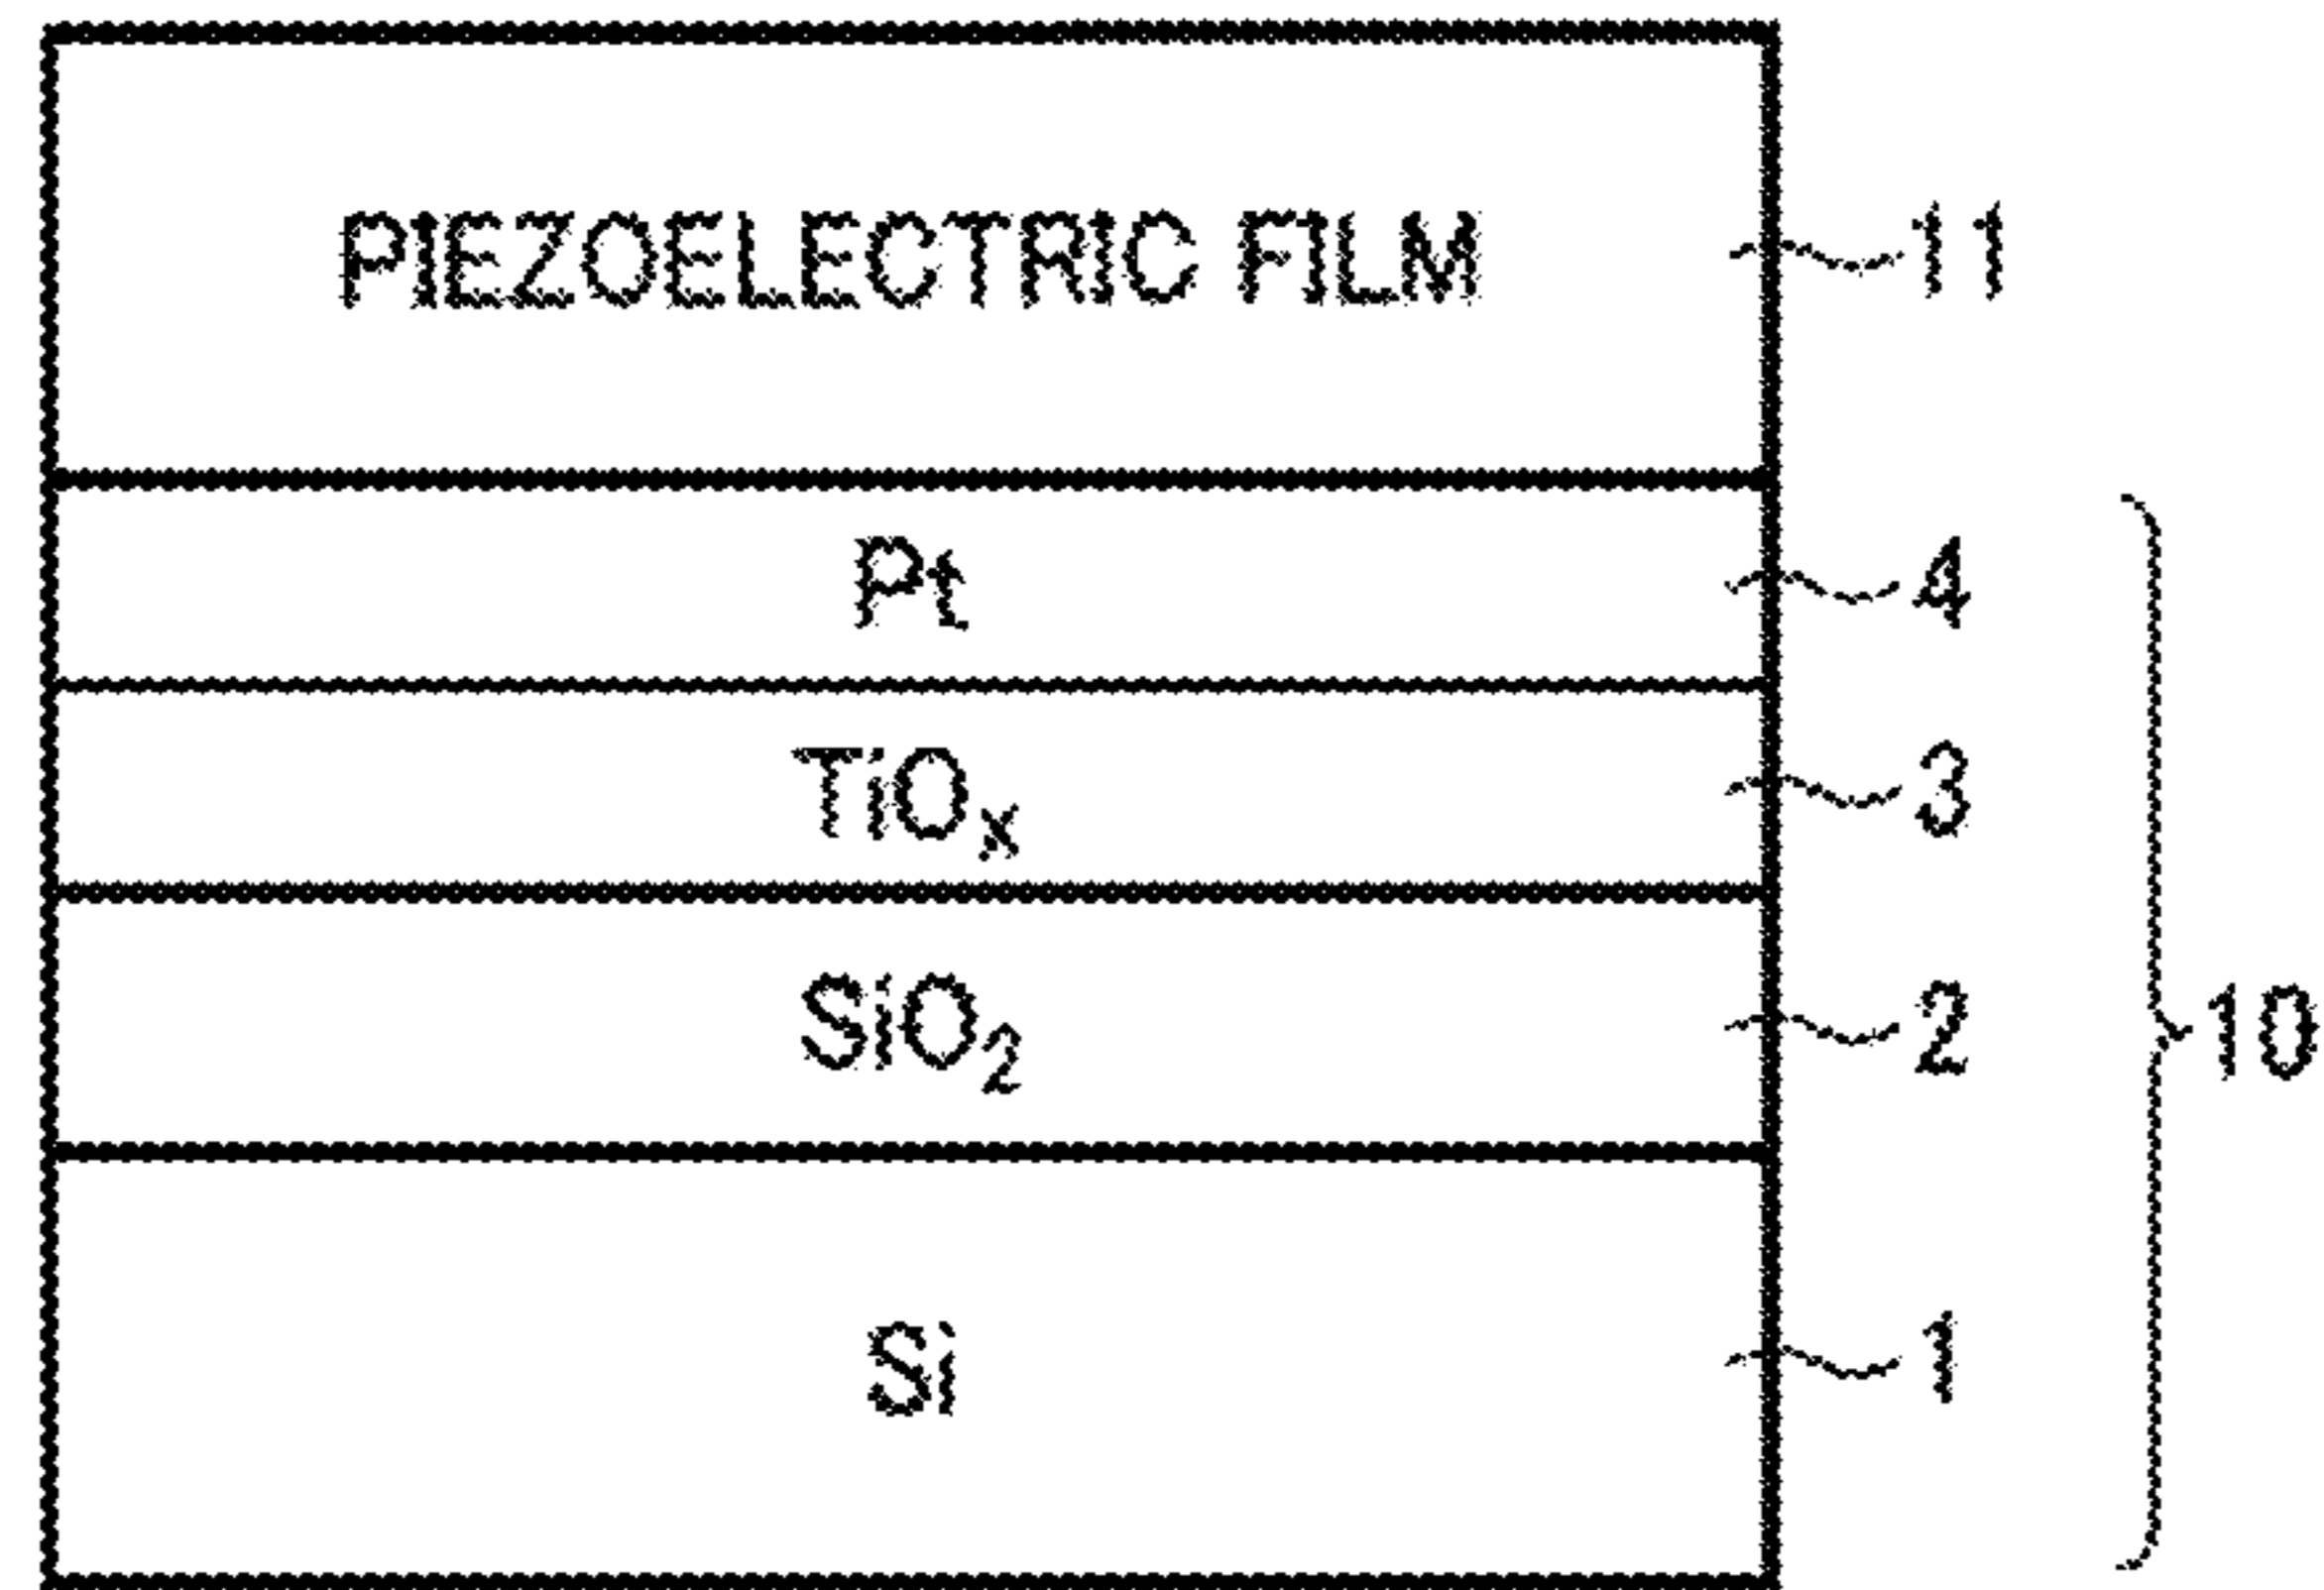 PIEZOELECTRIC FILM 11
Pt 4
TiOₓ 3
SiO₂ 2
10
Si 1